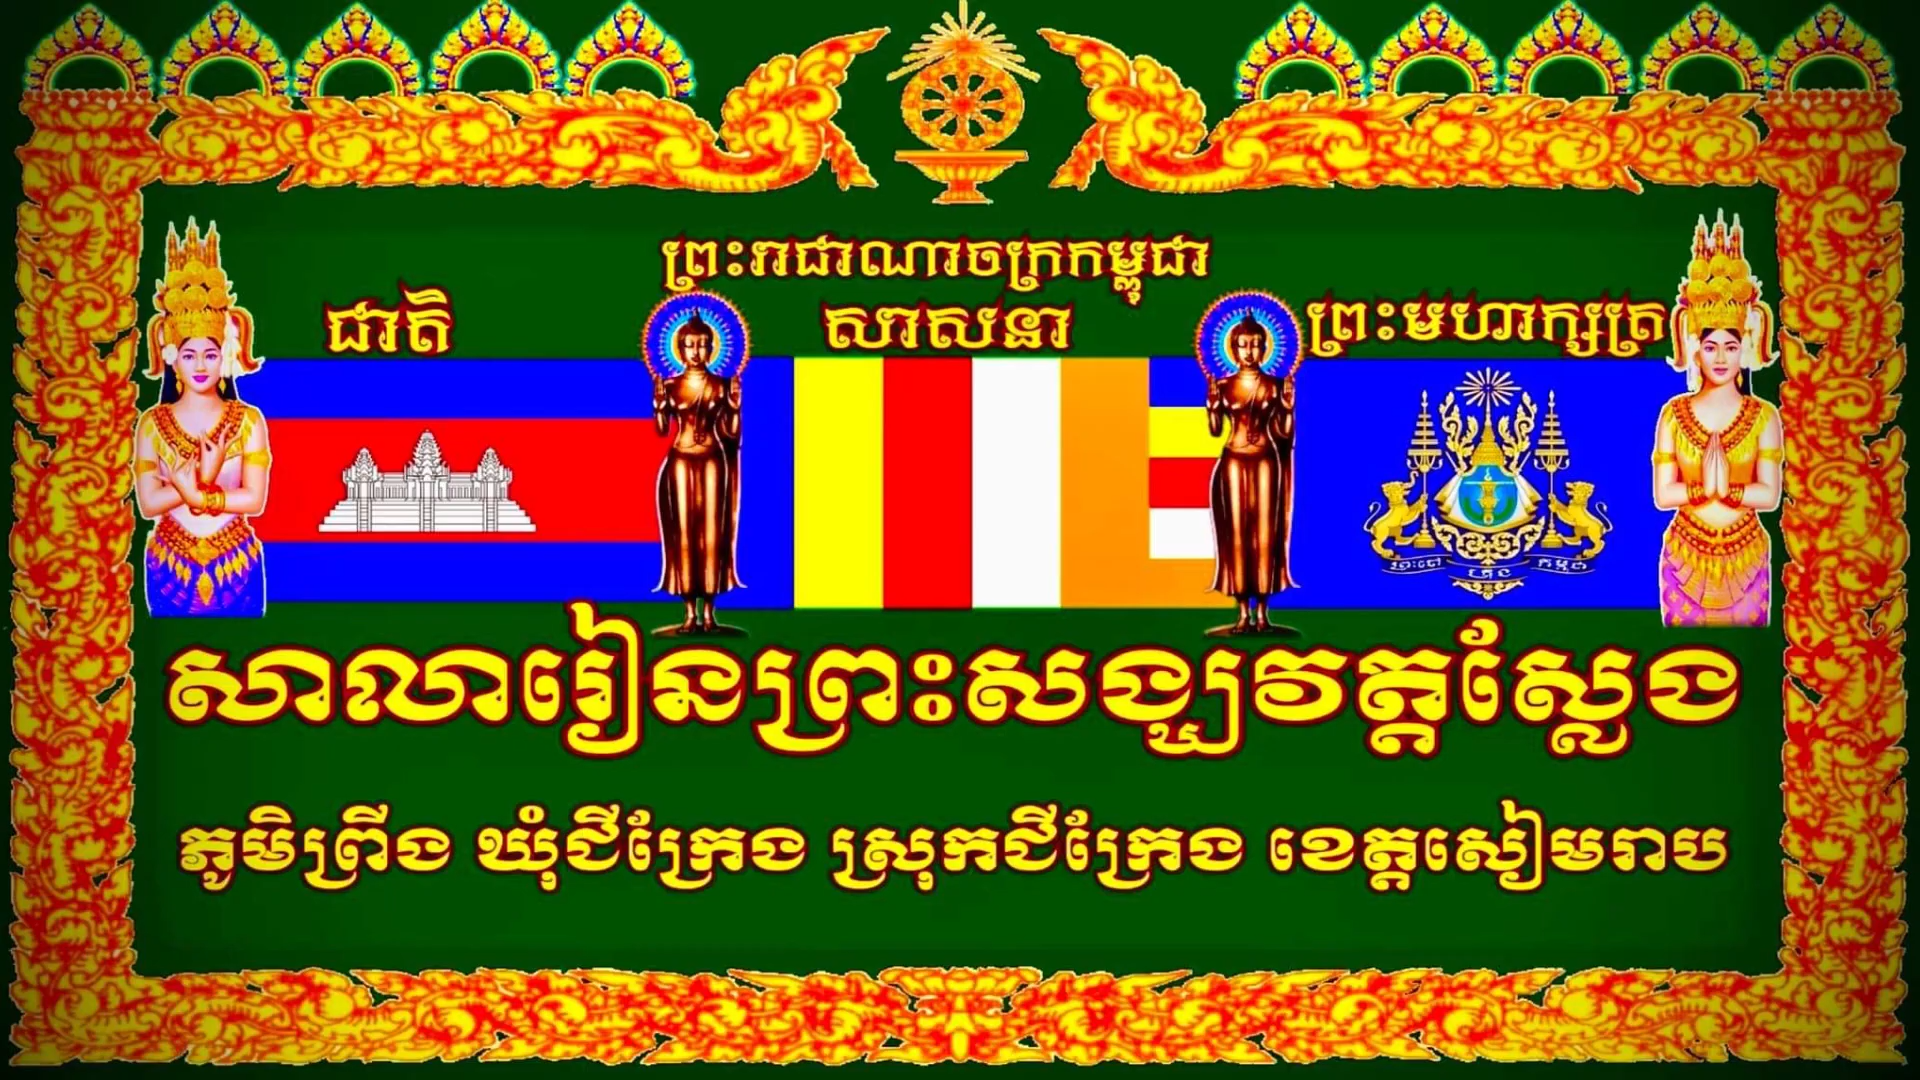 ព្រះរាជាណាចក្រកម្ពុជា
ជាតិ សាសនា ព្រះមហាក្សត្រ
សាលារៀនព្រះសង្ឃវត្តស្លែង
ភូមិព្រីង ឃុំជីក្រែង ស្រុកជីក្រែង ខេត្តសៀមរាប